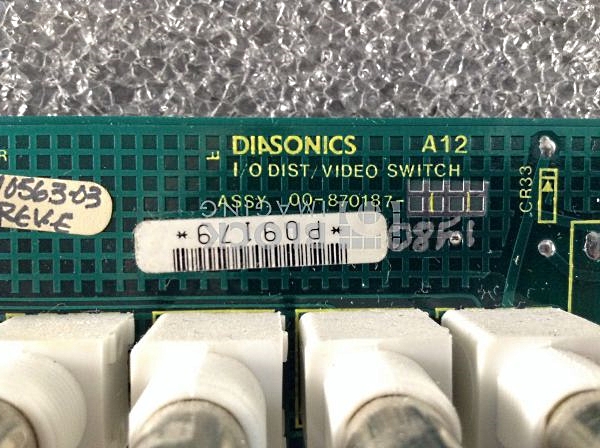 DIASONICS A12
I/O DIST/VIDEO SWITCH
ASSY 00-870187-
CR33
E
R
10563-03
REV.E
*P09179*